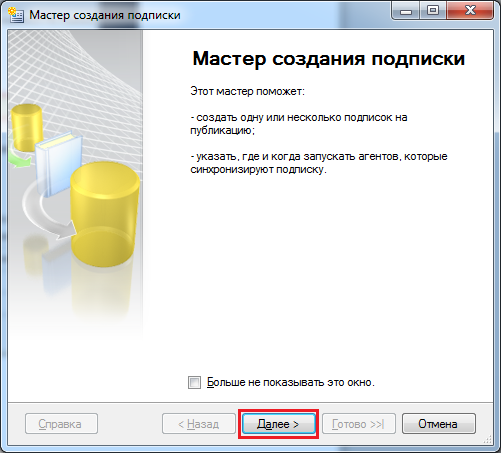 Мастер создания подписки
Мастер создания подписки
Этот мастер поможет:
- создать одну или несколько подписок на
публикацию;
- указать, где и когда запускать агентов, которые
синхронизируют подписку.
Больше не показывать это окно.
Справка
< Назад
Далее >
Готово >>|
Отмена